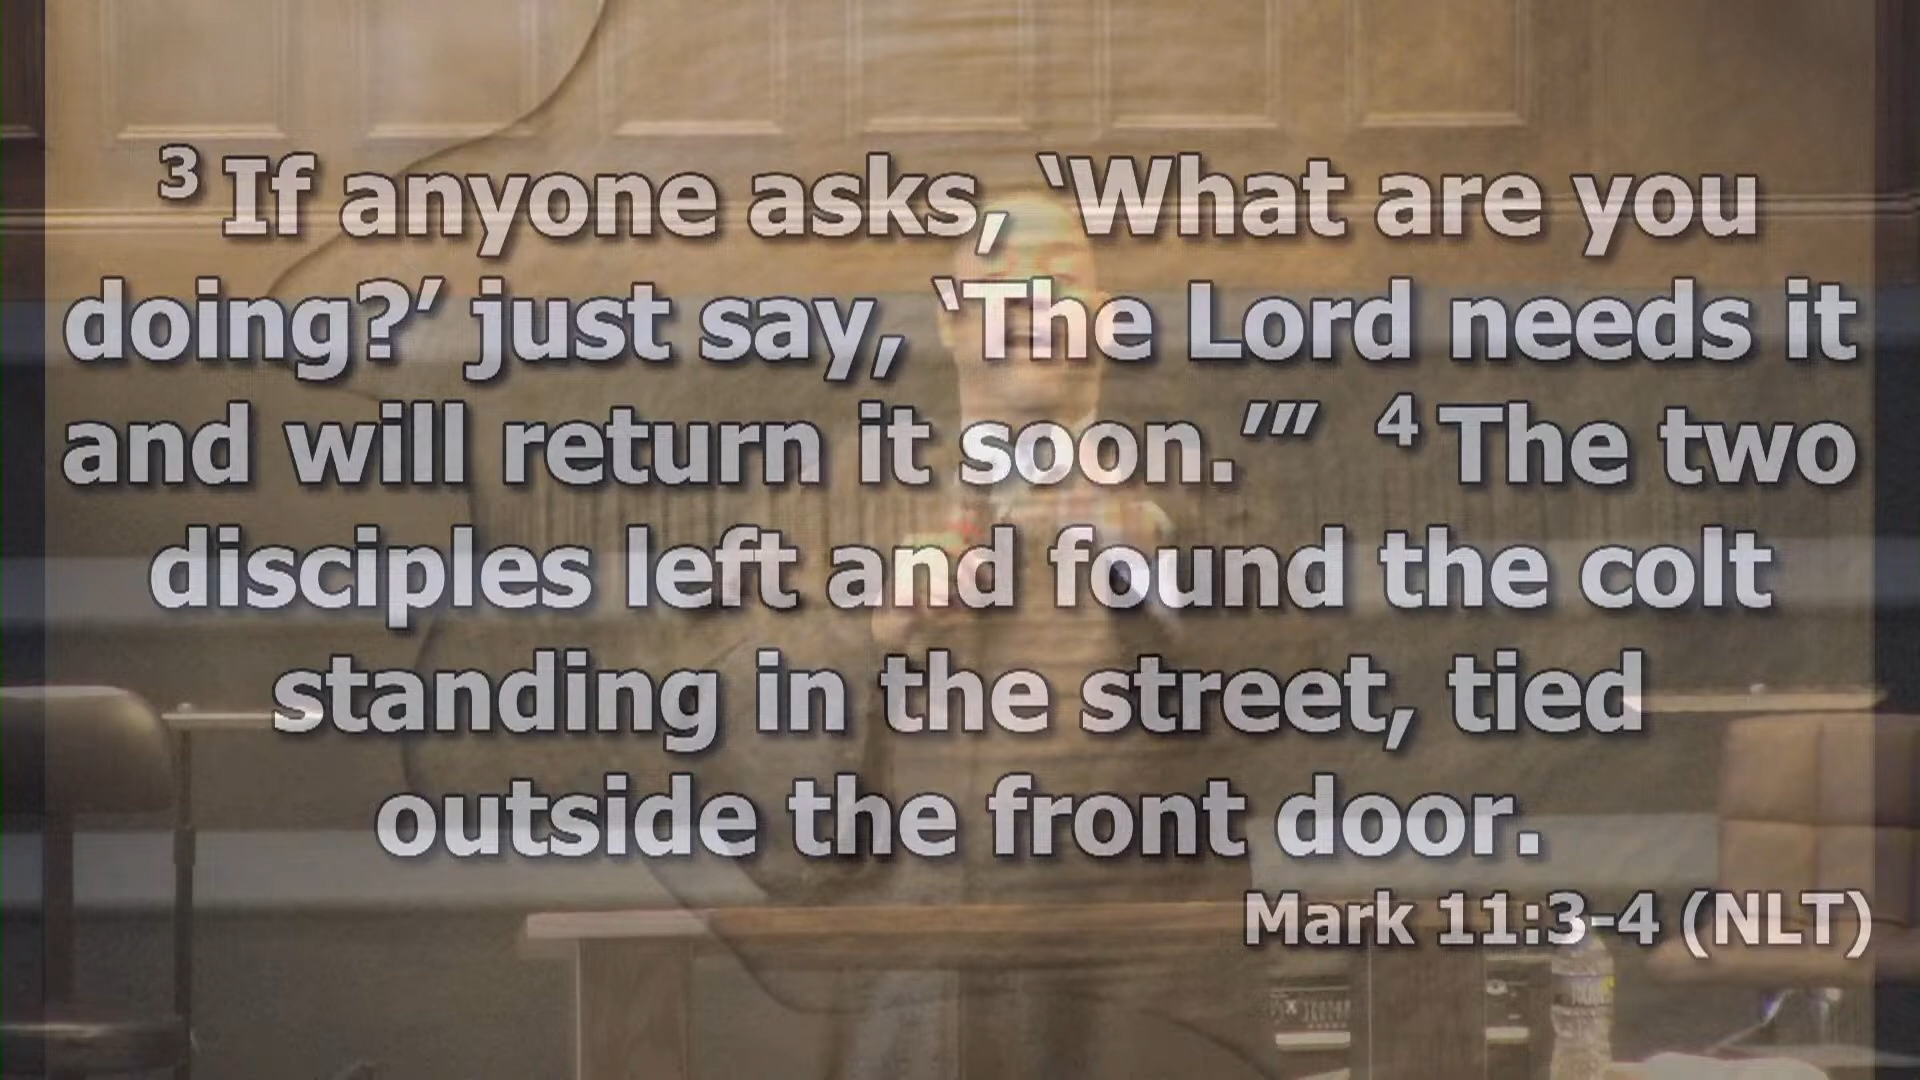 ³ If anyone asks, ‘What are you
doing?’ just say, ‘The Lord needs it
and will return it soon.’” ⁴ The two
disciples left and found the colt
standing in the street, tied
outside the front door.
Mark 11:3-4 (NLT)